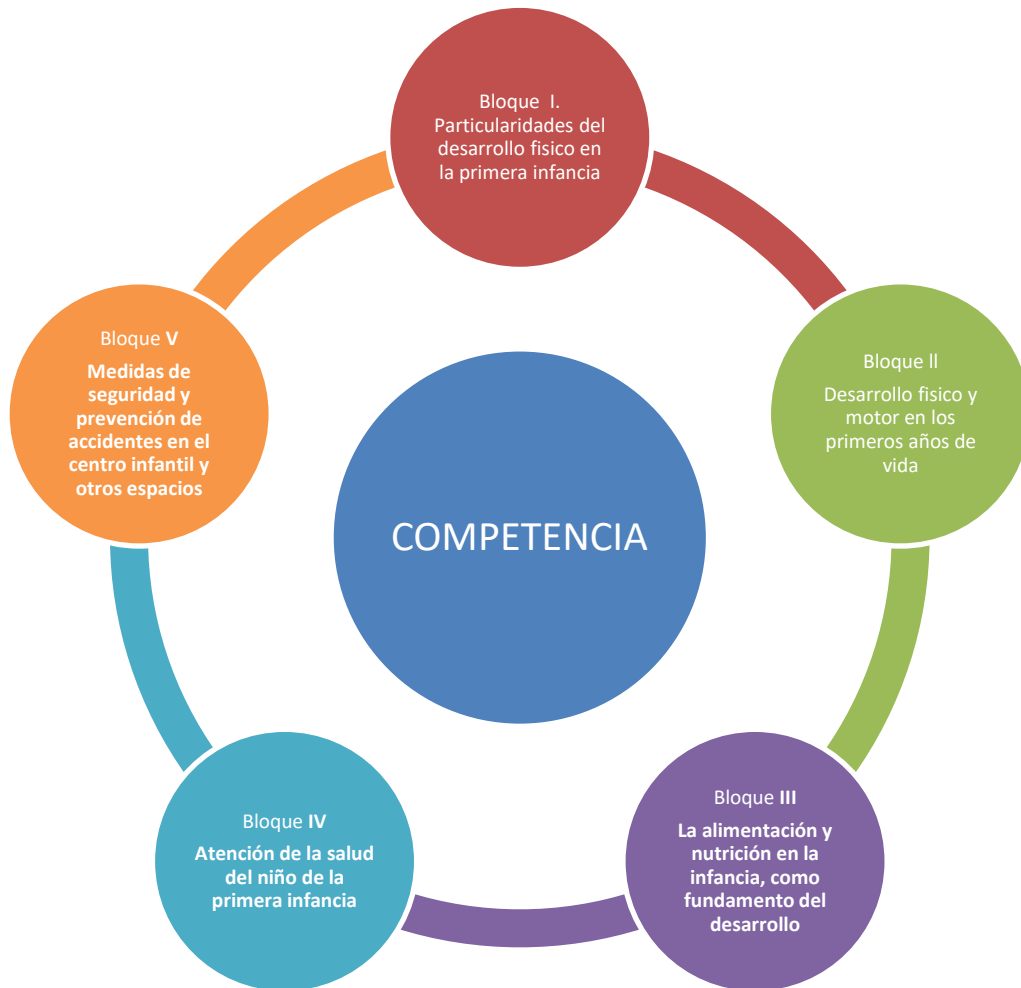 Bloque  I.
Particularidades del
desarrollo fisico en
la primera infancia
Bloque ll
Desarrollo fisico y
motor en los
primeros años de
vida
Bloque III
La alimentación y
nutrición en la
infancia, como
fundamento del
desarrollo
Bloque IV
Atención de la salud
del niño de la
primera infancia
Bloque V
Medidas de
seguridad y
prevención de
accidentes en el
centro infantil y
otros espacios
COMPETENCIA